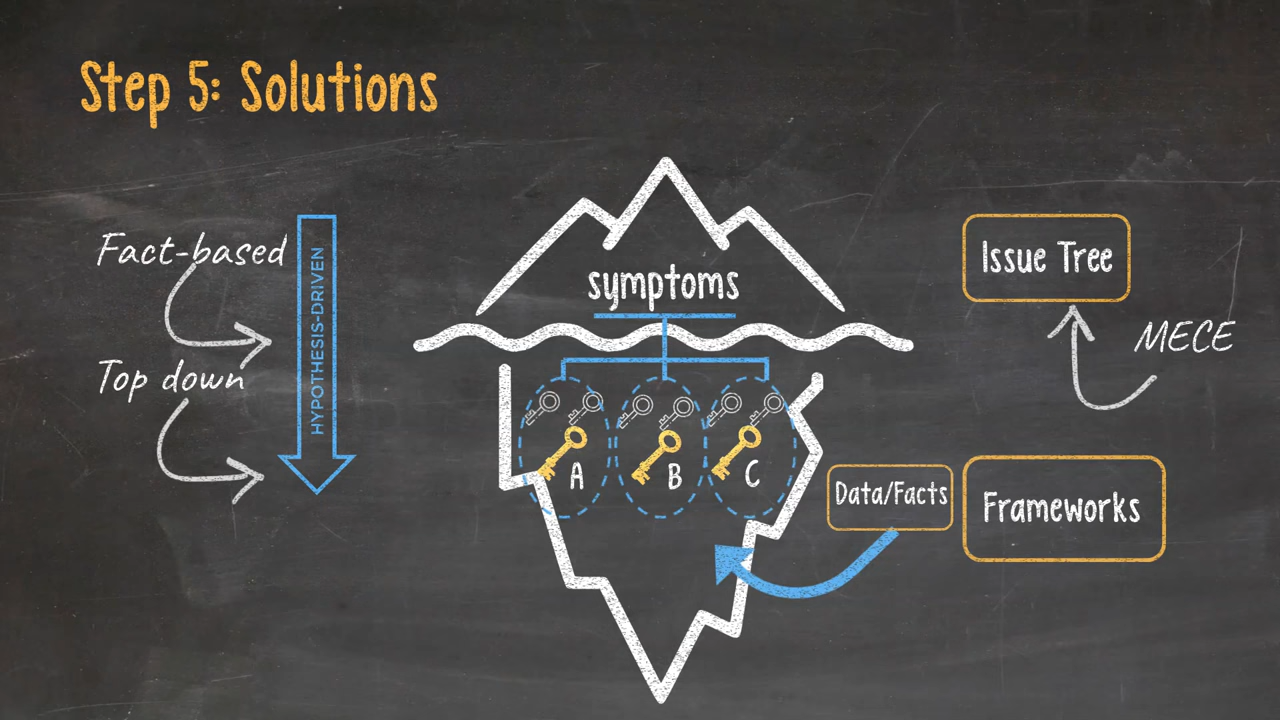 Step 5: Solutions
Fact-based
Top down
HYPOTHESIS-DRIVEN
symptoms
A
B
C
Issue Tree
MECE
Data/Facts
Frameworks